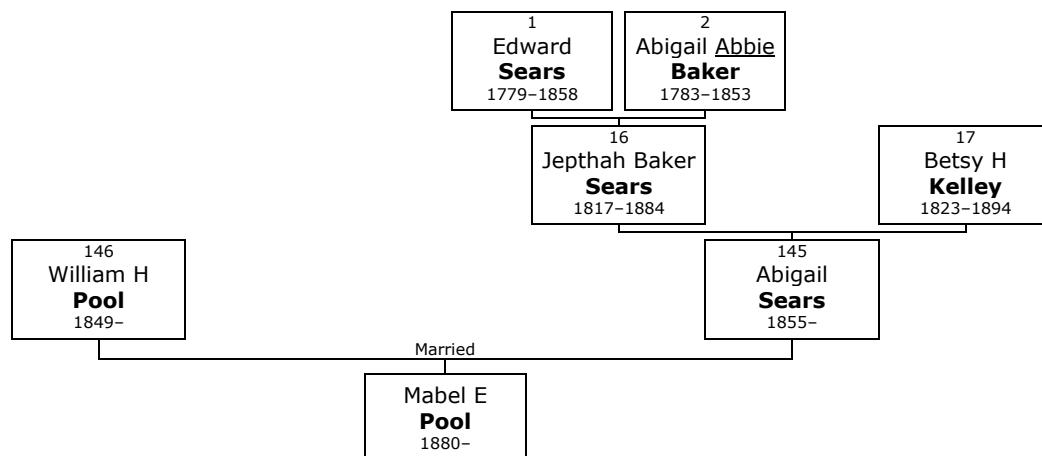 1
Edward
Sears
1779–1858
2
Abigail Abbie
Baker
1783–1853
16
Jepthah Baker
Sears
1817–1884
17
Betsy H
Kelley
1823–1894
146
William H
Pool
1849–
145
Abigail
Sears
1855–
Married
Mabel E
Pool
1880–